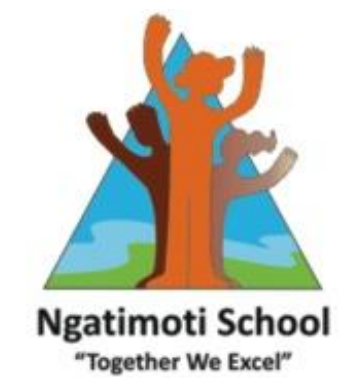 Ngatimoti School
"Together We Excel"